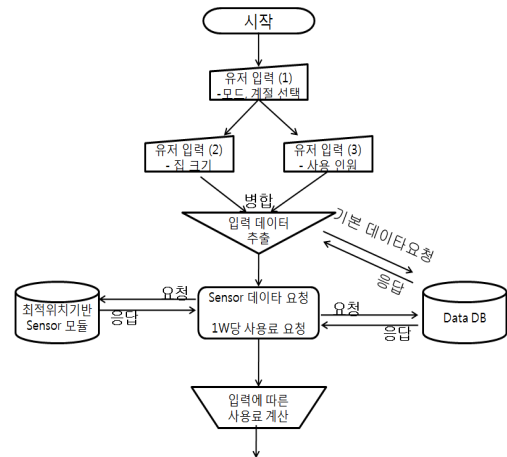 시작
유저 입력 (1)
-모드, 계절 선택
유저 입력 (2)
- 집 크기
유저 입력 (3)
- 사용 인원
병합
입력 데이터
추출
기본 데이타요청
응답
최적위치기반
Sensor 모듈
요청
응답
Sensor 데이타 요청
1W당 사용료 요청
요청
응답
Data DB
입력에 따른
사용료 계산